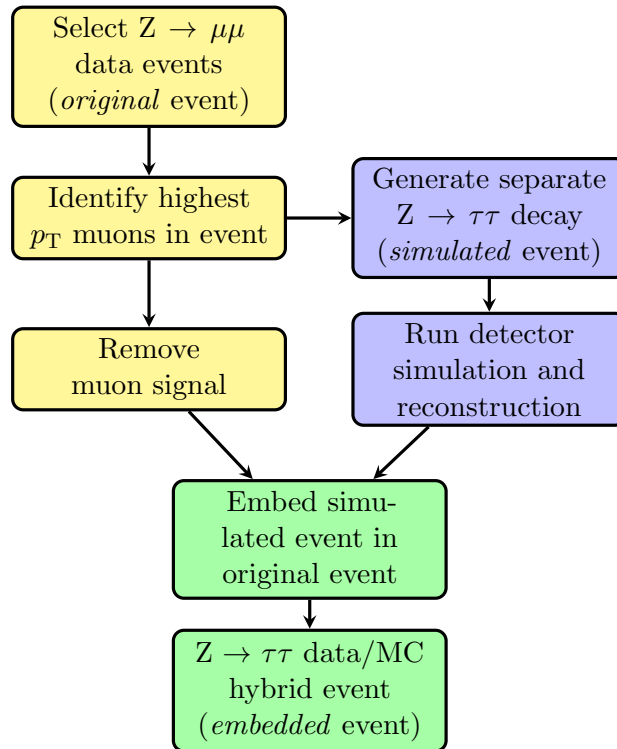 Select Z → μμ
data events
(original event)
Identify highest
pT muons in event
Generate separate
Z → ττ decay
(simulated event)
Remove
muon signal
Run detector
simulation and
reconstruction
Embed simu-
lated event in
original event
Z → ττ data/MC
hybrid event
(embedded event)